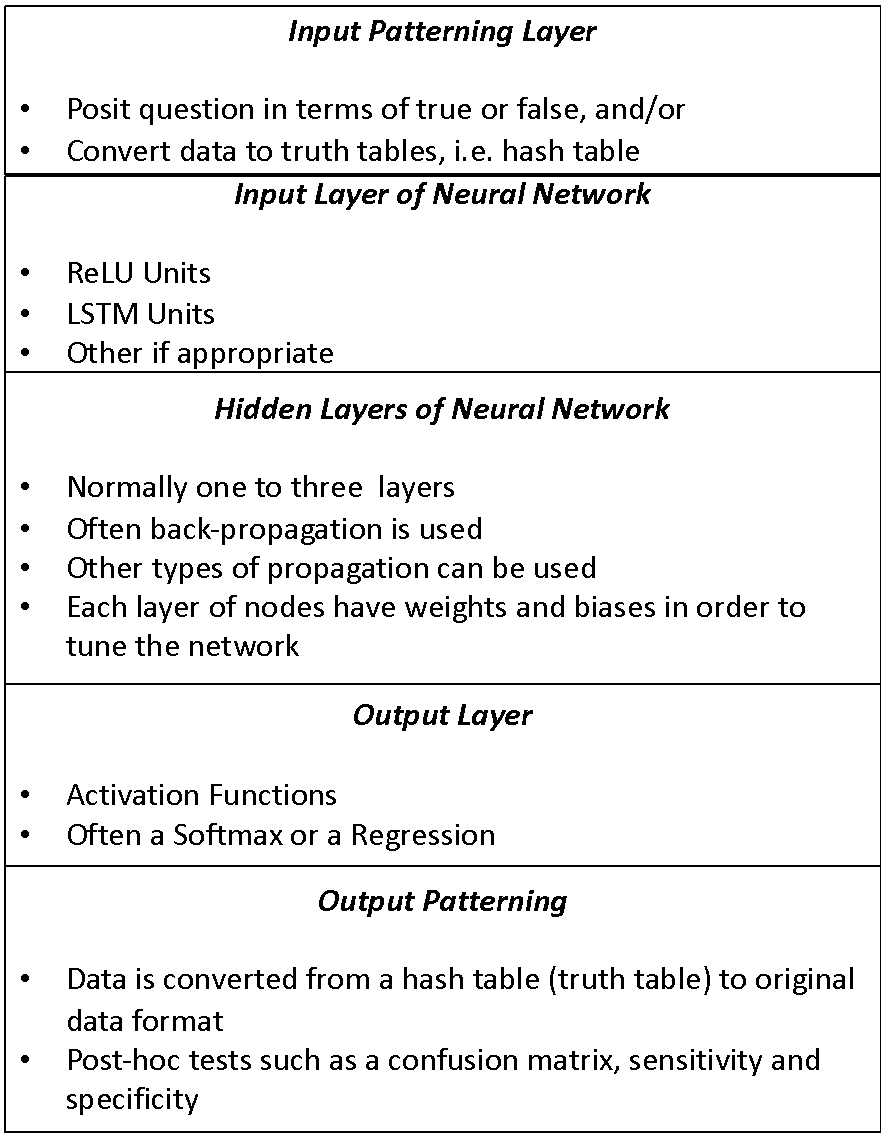 Input Patterning Layer
• Posit question in terms of true or false, and/or
• Convert data to truth tables, i.e. hash table
Input Layer of Neural Network
• ReLU Units
• LSTM Units
• Other if appropriate
Hidden Layers of Neural Network
• Normally one to three layers
• Often back-propagation is used
• Other types of propagation can be used
• Each layer of nodes have weights and biases in order to
tune the network
Output Layer
• Activation Functions
• Often a Softmax or a Regression
Output Patterning
• Data is converted from a hash table (truth table) to original
data format
• Post-hoc tests such as a confusion matrix, sensitivity and
specificity